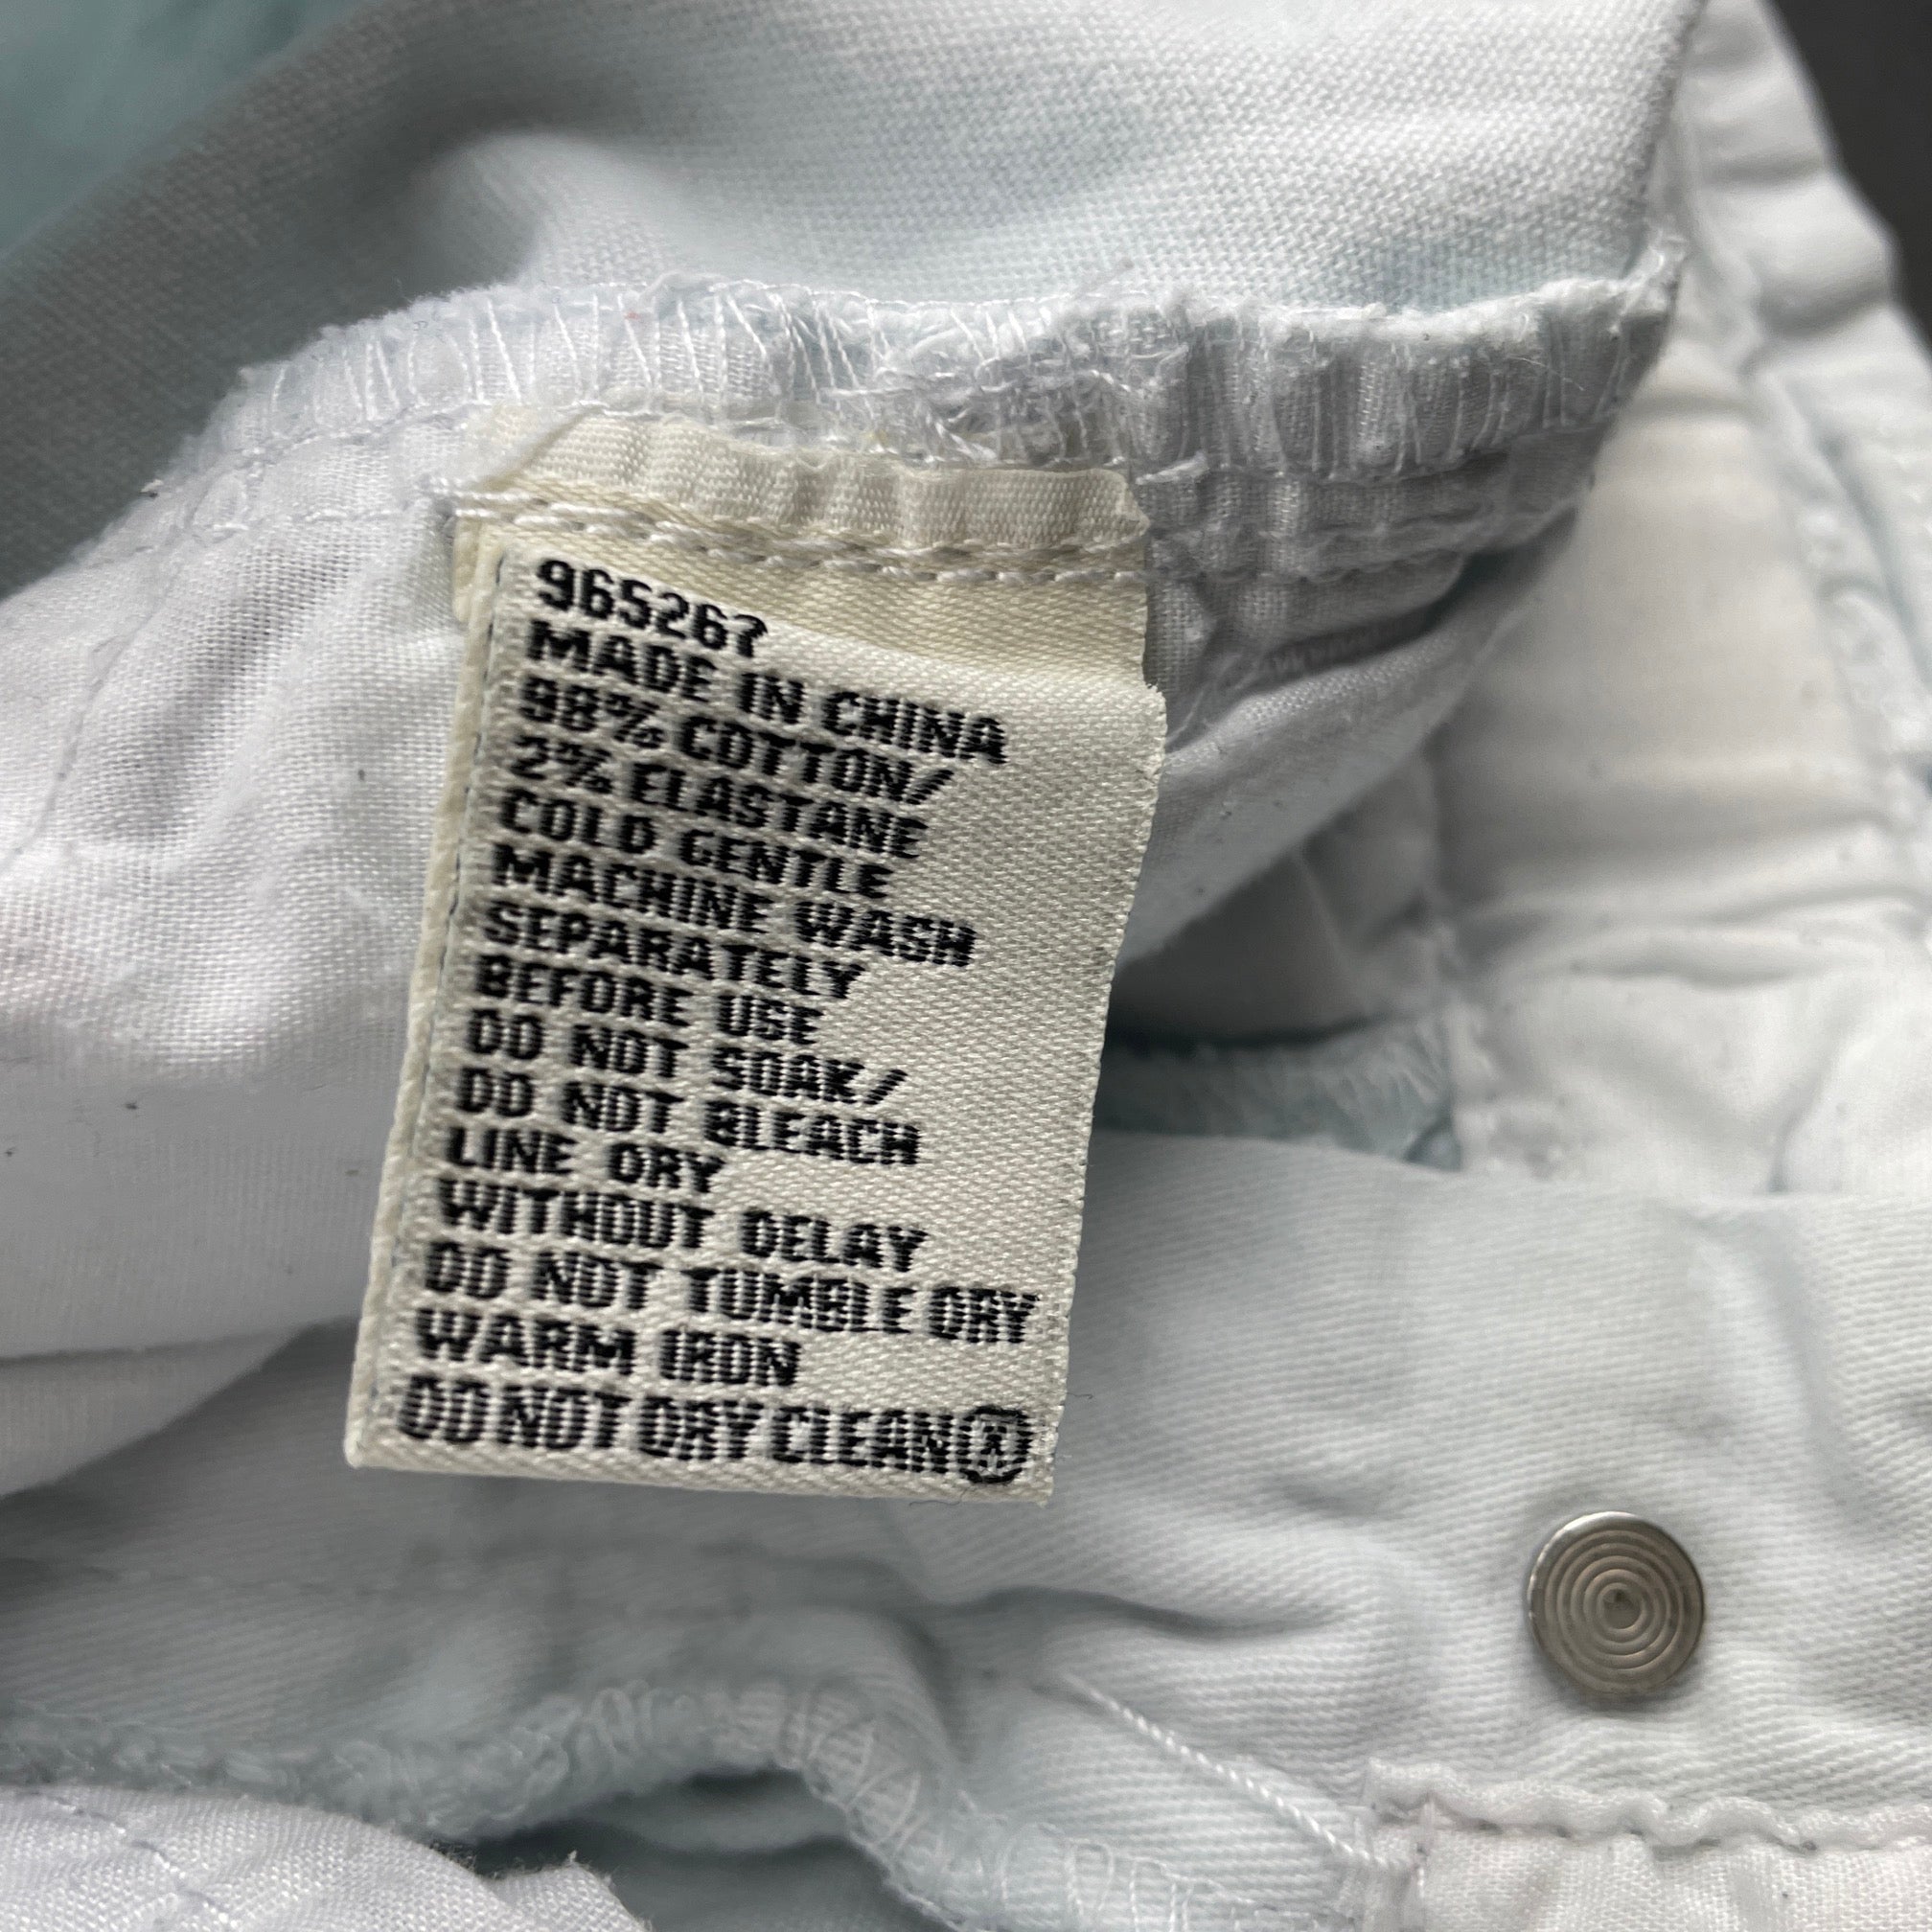 965267
MADE IN CHINA
98% COTTON/
2% ELASTANE
COLD GENTLE
MACHINE WASH
SEPARATELY
BEFORE USE
DO NOT SOAK/
DO NOT BLEACH
LINE DRY
WITHOUT DELAY
DO NOT TUMBLE DRY
WARM IRON
DO NOT DRY CLEAN